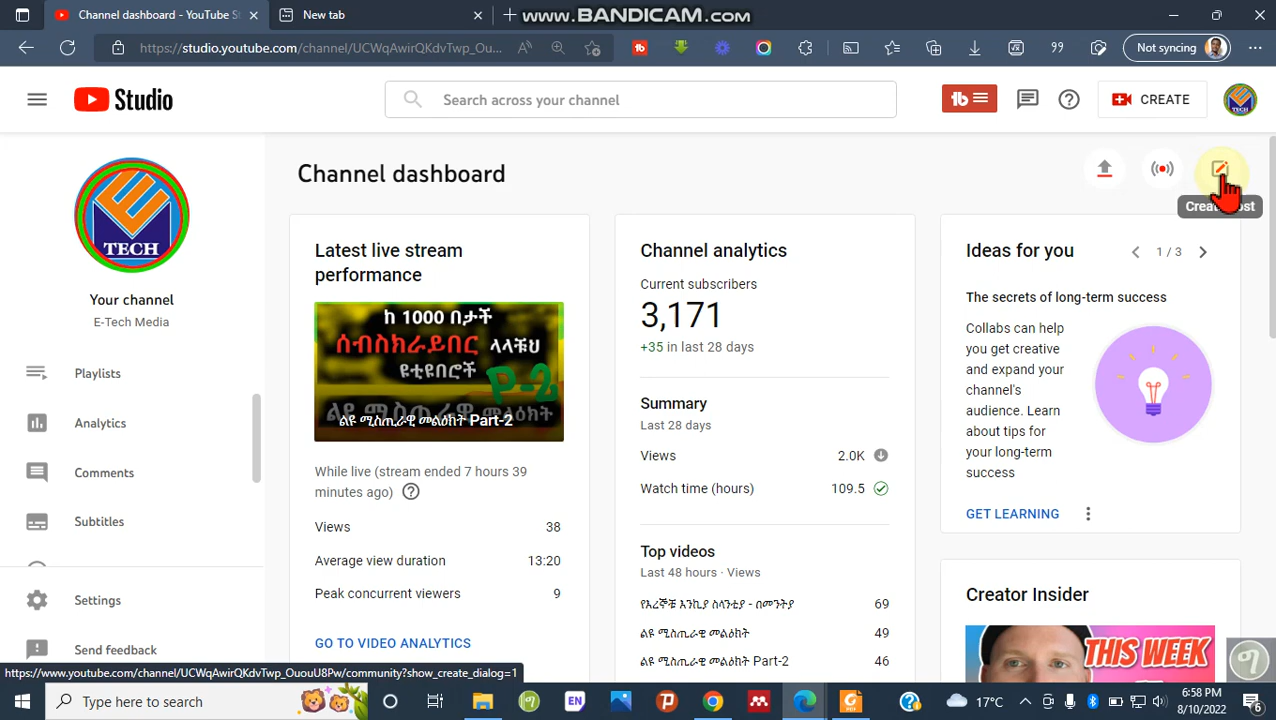 Channel dashboard - YouTube St
New tab
www.BANDICAM.com
https://studio.youtube.com/channel/UCWqAwirQKdvTwp_Ou...
Not syncing
Studio
Search across your channel
CREATE
TECH
Channel dashboard
TECH
Your channel
E-Tech Media
Playlists
Analytics
Comments
Subtitles
Settings
Send feedback
Latest live stream
performance
ከ 1000 በታች
ሰብስክራይበር ላላቹህ
ዩቲዩበሮች P-2
ልዩ ሚስጢራዊ መልዕክት
ልዩ ሚስጢራዊ መልዕክት Part-2
While live (stream ended 7 hours 39
minutes ago)
Views 38
Average view duration 13:20
Peak concurrent viewers 9
GO TO VIDEO ANALYTICS
Channel analytics
Current subscribers
3,171
+35 in last 28 days
Summary
Last 28 days
Views 2.0K
Watch time (hours) 109.5
Top videos
Last 48 hours · Views
የእረኞቹ እንኪያ ስላንቲያ - በመንትያ 69
ልዩ ሚስጢራዊ መልዕክት 49
ልዩ ሚስጢራዊ መልዕክት Part-2 46
Ideas for you
1 / 3
The secrets of long-term success
Collabs can help
you get creative
and expand your
channel's
audience. Learn
about tips for
your long-term
success
GET LEARNING
Creator Insider
THIS WEEK
https://www.youtube.com/channel/UCWqAwirQKdvTwp_OuouU8Pw/community?show_create_dialog=1
Type here to search
EN
17°C
6:58 PM
8/10/2022
6